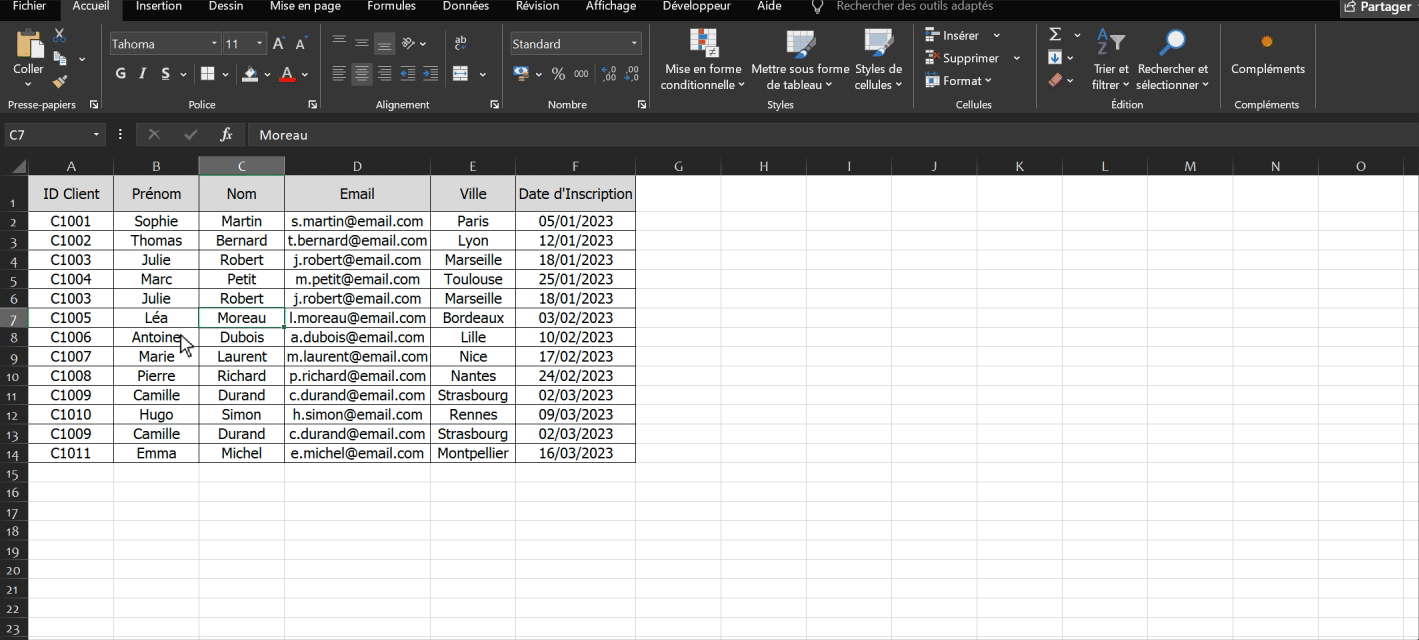 Fichier Accueil Insertion Dessin Mise en page Formules Données Révision Affichage Développeur Aide Rechercher des outils adaptés Partager
Coller
Presse-papiers
Tahoma 11 A A
G I S A
Police
ab
Alignement
Standard
% 000 ,00 ,00
Nombre
Mise en forme conditionnelle
Mettre sous forme de tableau
Styles de cellules
Styles
Insérer
Supprimer
Format
Cellules
Σ
Trier et filtrer
Rechercher et sélectionner
Édition
Compléments
Compléments
C7 fx Moreau
A B C D E F G H I J K L M N O
1 ID Client Prénom Nom Email Ville Date d'Inscription
2 C1001 Sophie Martin s.martin@email.com Paris 05/01/2023
3 C1002 Thomas Bernard t.bernard@email.com Lyon 12/01/2023
4 C1003 Julie Robert j.robert@email.com Marseille 18/01/2023
5 C1004 Marc Petit m.petit@email.com Toulouse 25/01/2023
6 C1003 Julie Robert j.robert@email.com Marseille 18/01/2023
7 C1005 Léa Moreau l.moreau@email.com Bordeaux 03/02/2023
8 C1006 Antoine Dubois a.dubois@email.com Lille 10/02/2023
9 C1007 Marie Laurent m.laurent@email.com Nice 17/02/2023
10 C1008 Pierre Richard p.richard@email.com Nantes 24/02/2023
11 C1009 Camille Durand c.durand@email.com Strasbourg 02/03/2023
12 C1010 Hugo Simon h.simon@email.com Rennes 09/03/2023
13 C1009 Camille Durand c.durand@email.com Strasbourg 02/03/2023
14 C1011 Emma Michel e.michel@email.com Montpellier 16/03/2023
15
16
17
18
19
20
21
22
23